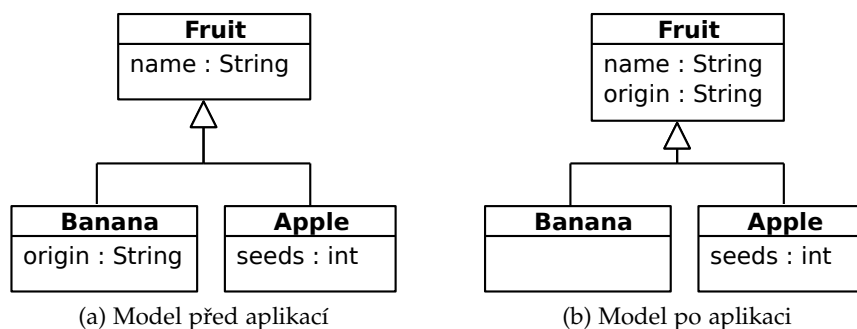 Fruit
name : String
Banana
origin : String
Apple
seeds : int
(a) Model před aplikací
Fruit
name : String
origin : String
Banana
Apple
seeds : int
(b) Model po aplikaci